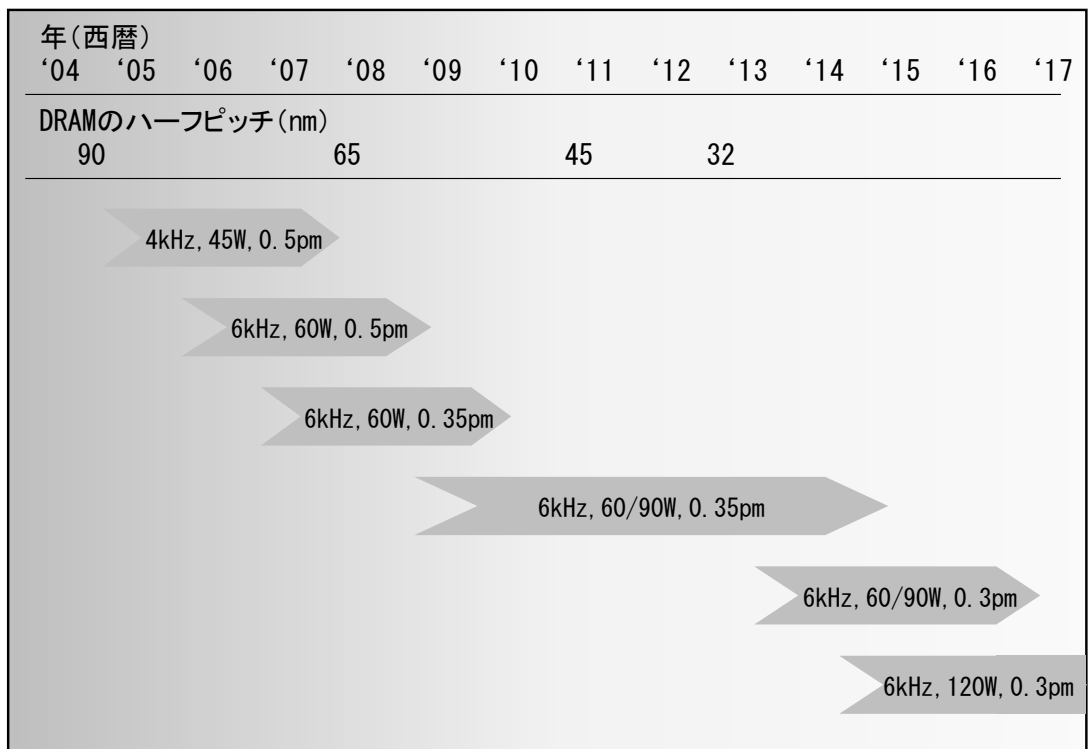 年(西暦)
‘04 ‘05 ‘06 ‘07 ‘08 ‘09 ‘10 ‘11 ‘12 ‘13 ‘14 ‘15 ‘16 ‘17
DRAMのハーフピッチ(nm)
90 65 45 32
4kHz, 45W, 0.5pm
6kHz, 60W, 0.5pm
6kHz, 60W, 0.35pm
6kHz, 60/90W, 0.35pm
6kHz, 60/90W, 0.3pm
6kHz, 120W, 0.3pm